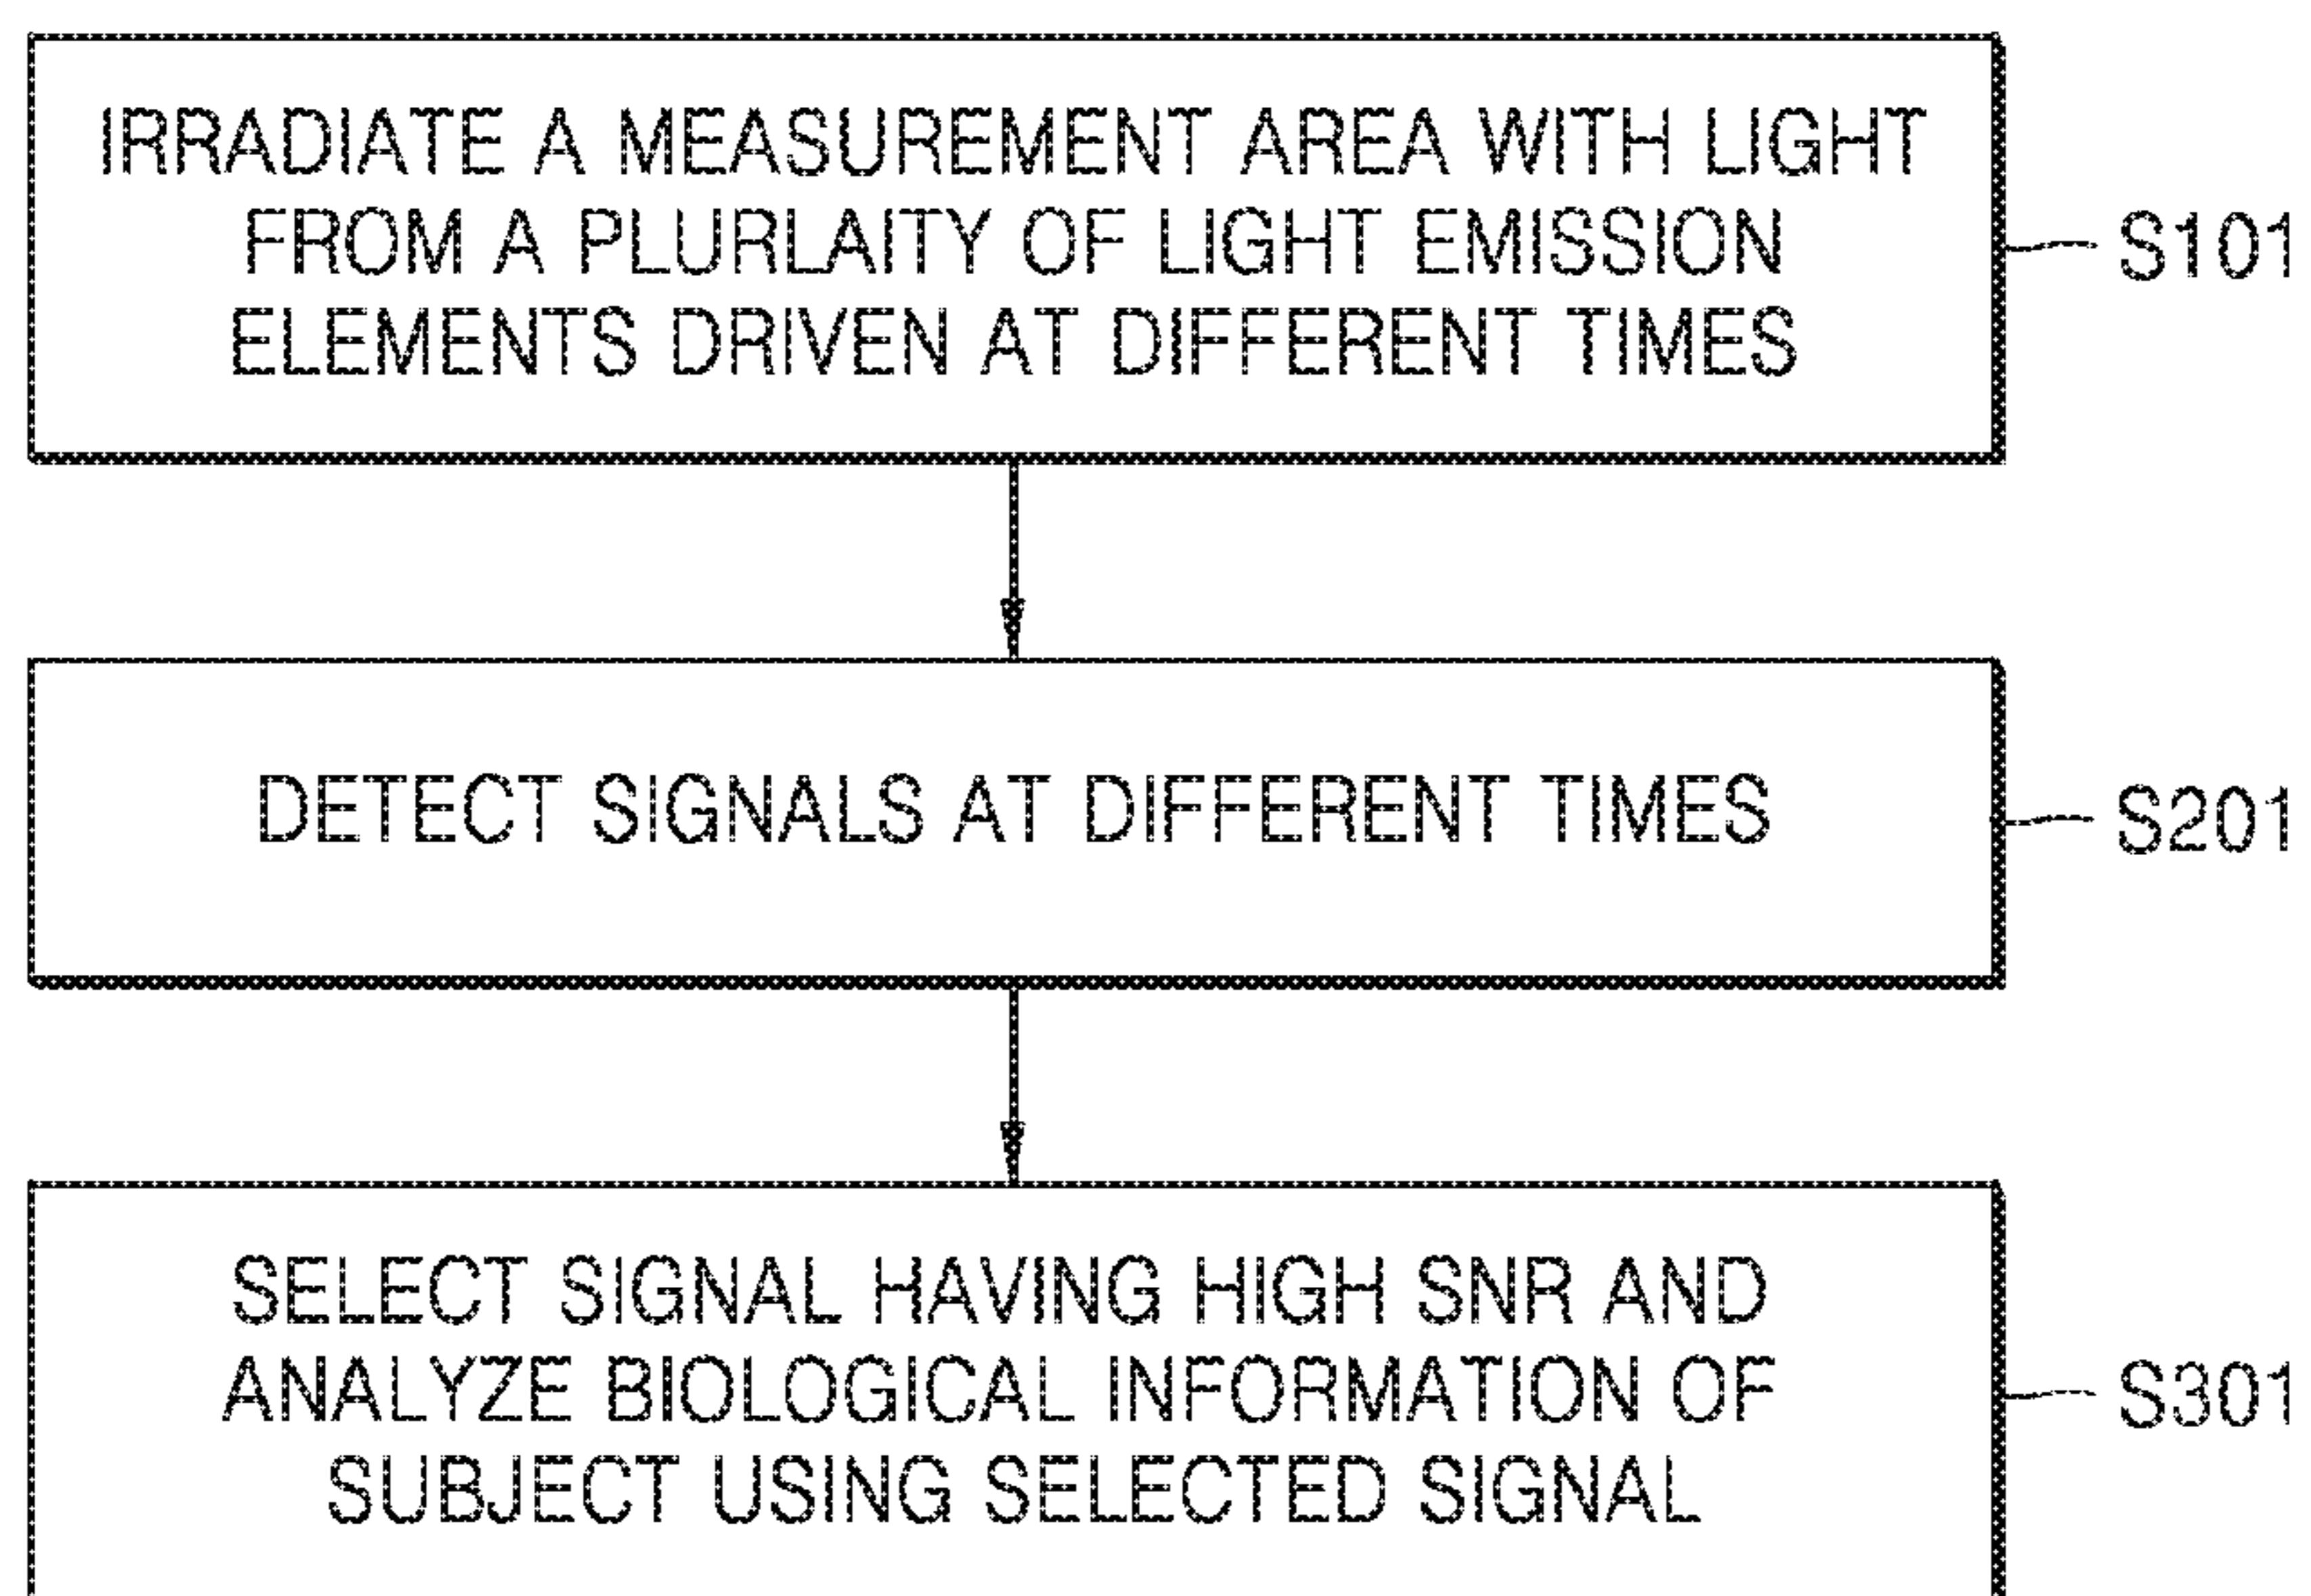 IRRADIATE A MEASUREMENT AREA WITH LIGHT
FROM A PLURLAITY OF LIGHT EMISSION
ELEMENTS DRIVEN AT DIFFERENT TIMES
S101
DETECT SIGNALS AT DIFFERENT TIMES
S201
SELECT SIGNAL HAVING HIGH SNR AND
ANALYZE BIOLOGICAL INFORMATION OF
SUBJECT USING SELECTED SIGNAL
S301